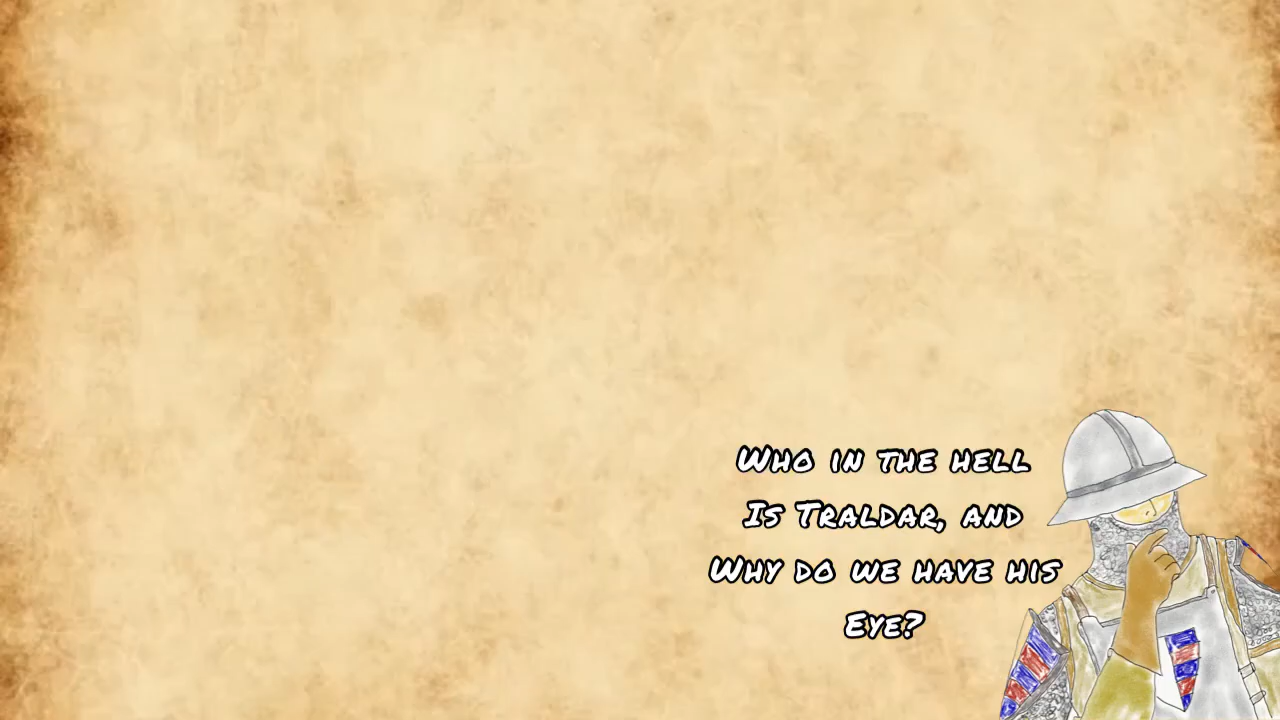 Who in the hell
Is Traldar, and
Why do we have his
Eye?